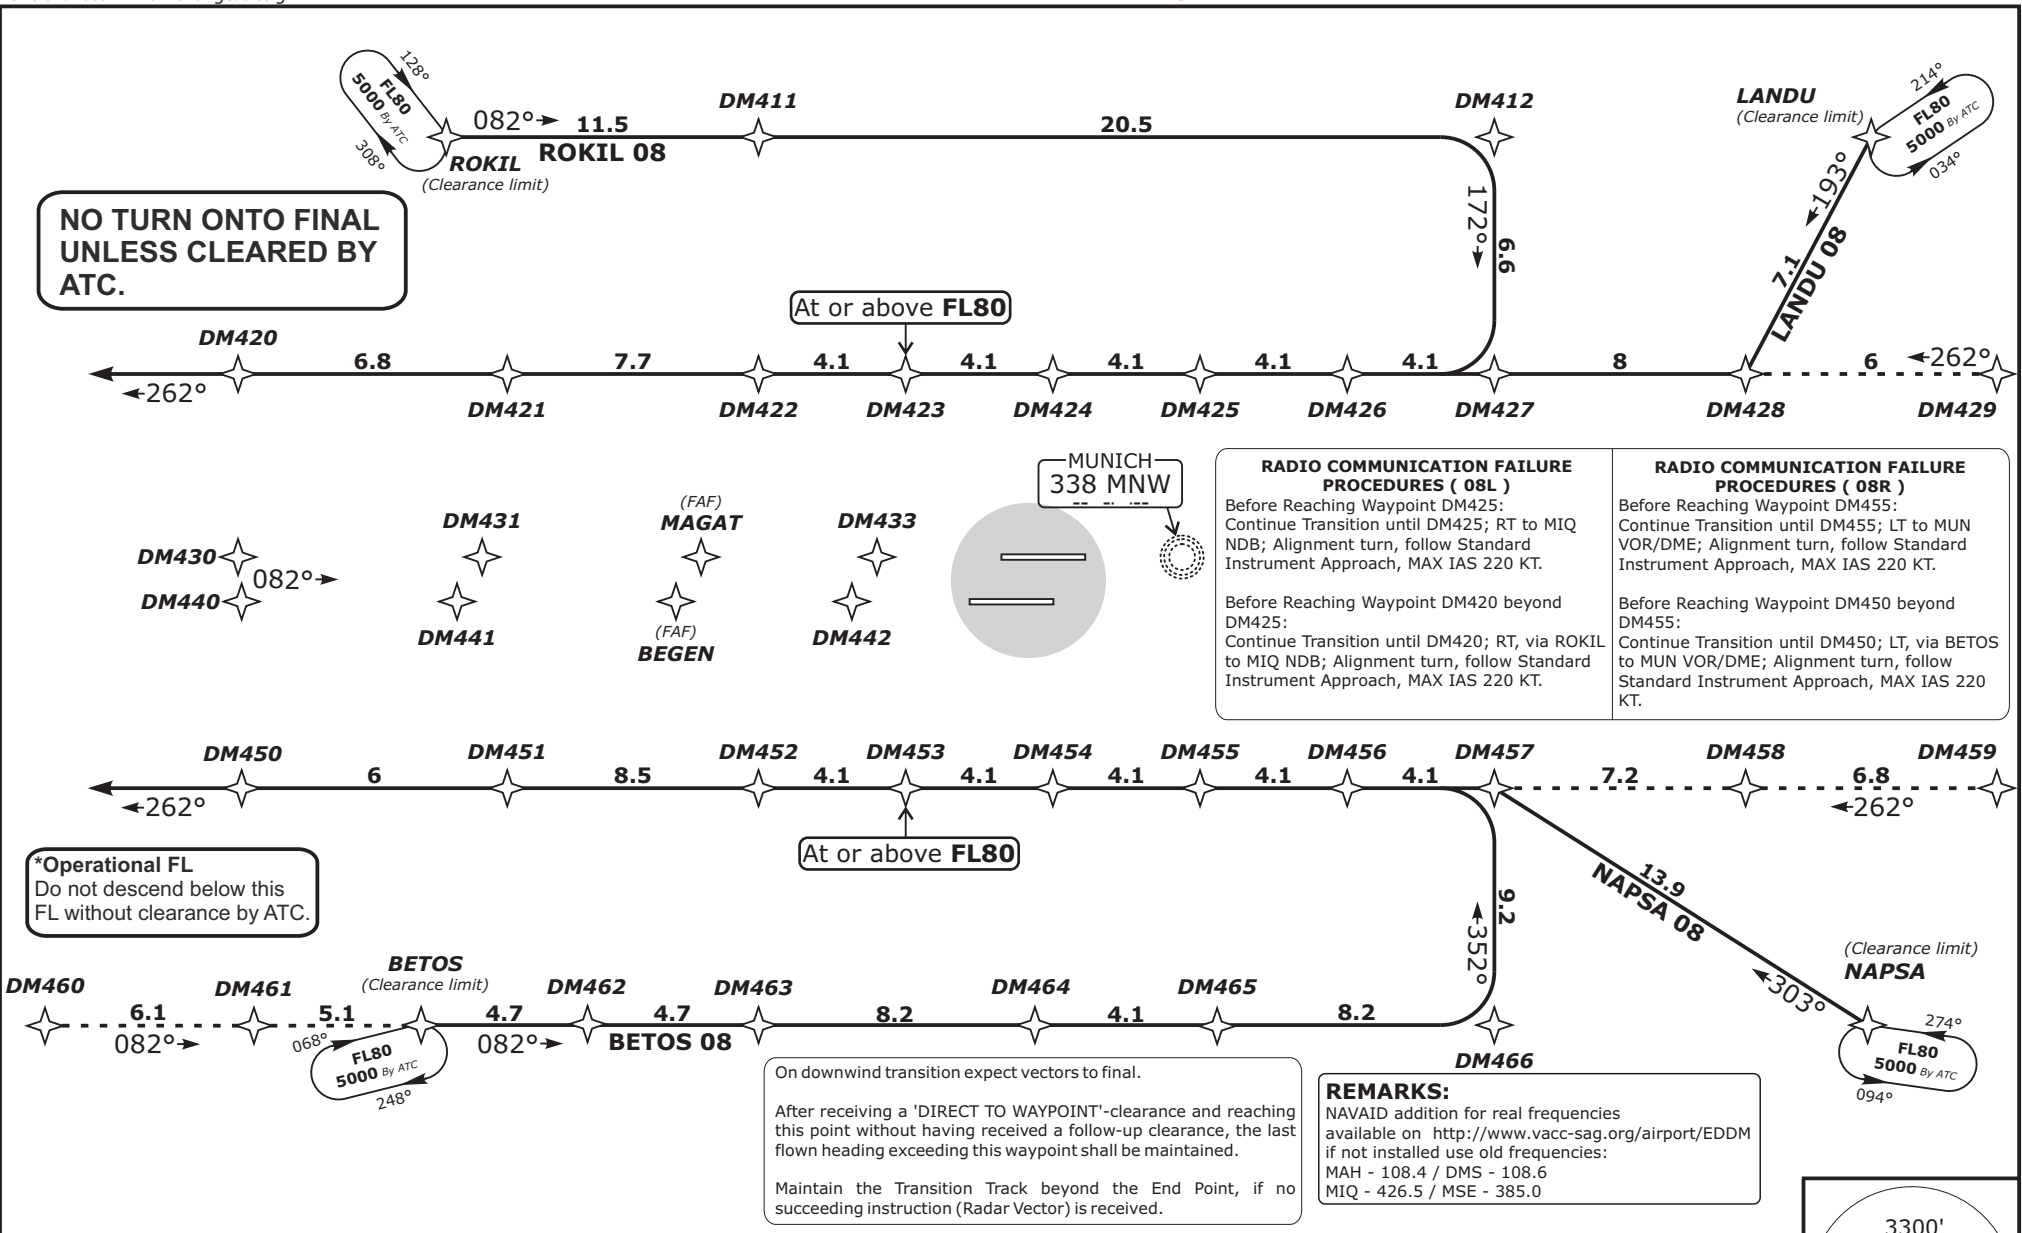 128°
FL80
5000 By ATC
308°
082°
11.5
ROKIL 08
ROKIL
(Clearance limit)
DM411
20.5
DM412
172°
6.6
LANDU
(Clearance limit)
214°
FL80
5000 By ATC
034°
193°
7.1
LANDU 08
NO TURN ONTO FINAL
UNLESS CLEARED BY
ATC.
At or above FL80
DM420
6.8
7.7
4.1
4.1
4.1
4.1
4.1
8
6
262°
262°
DM421
DM422
DM423
DM424
DM425
DM426
DM427
DM428
DM429
MUNICH
338 MNW
DM430
082°
DM440
DM431
DM441
(FAF)
MAGAT
(FAF)
BEGEN
DM433
DM442
RADIO COMMUNICATION FAILURE
PROCEDURES ( 08L )
Before Reaching Waypoint DM425:
Continue Transition until DM425; RT to MIQ
NDB; Alignment turn, follow Standard
Instrument Approach, MAX IAS 220 KT.
Before Reaching Waypoint DM420 beyond
DM425:
Continue Transition until DM420; RT, via ROKIL
to MIQ NDB; Alignment turn, follow Standard
Instrument Approach, MAX IAS 220 KT.
RADIO COMMUNICATION FAILURE
PROCEDURES ( 08R )
Before Reaching Waypoint DM455:
Continue Transition until DM455; LT to MUN
VOR/DME; Alignment turn, follow Standard
Instrument Approach, MAX IAS 220 KT.
Before Reaching Waypoint DM450 beyond
DM455:
Continue Transition until DM450; LT, via BETOS
to MUN VOR/DME; Alignment turn, follow
Standard Instrument Approach, MAX IAS 220
KT.
DM450
DM451
DM452
DM453
DM454
DM455
DM456
DM457
DM458
DM459
6
8.5
4.1
4.1
4.1
4.1
4.1
7.2
6.8
262°
262°
At or above FL80
*Operational FL
Do not descend below this
FL without clearance by ATC.
9.2
352°
13.9
NAPSA 08
303°
(Clearance limit)
NAPSA
274°
FL80
5000 By ATC
094°
DM460
6.1
082°
DM461
5.1
BETOS
(Clearance limit)
068°
FL80
5000 By ATC
248°
4.7
082°
DM462
4.7
BETOS 08
DM463
8.2
DM464
4.1
DM465
8.2
DM466
On downwind transition expect vectors to final.
After receiving a 'DIRECT TO WAYPOINT'-clearance and reaching
this point without having received a follow-up clearance, the last
flown heading exceeding this waypoint shall be maintained.
Maintain the Transition Track beyond the End Point, if no
succeeding instruction (Radar Vector) is received.
REMARKS:
NAVAID addition for real frequencies
available on http://www.vacc-sag.org/airport/EDDM
if not installed use old frequencies:
MAH - 108.4 / DMS - 108.6
MIQ - 426.5 / MSE - 385.0
3300'